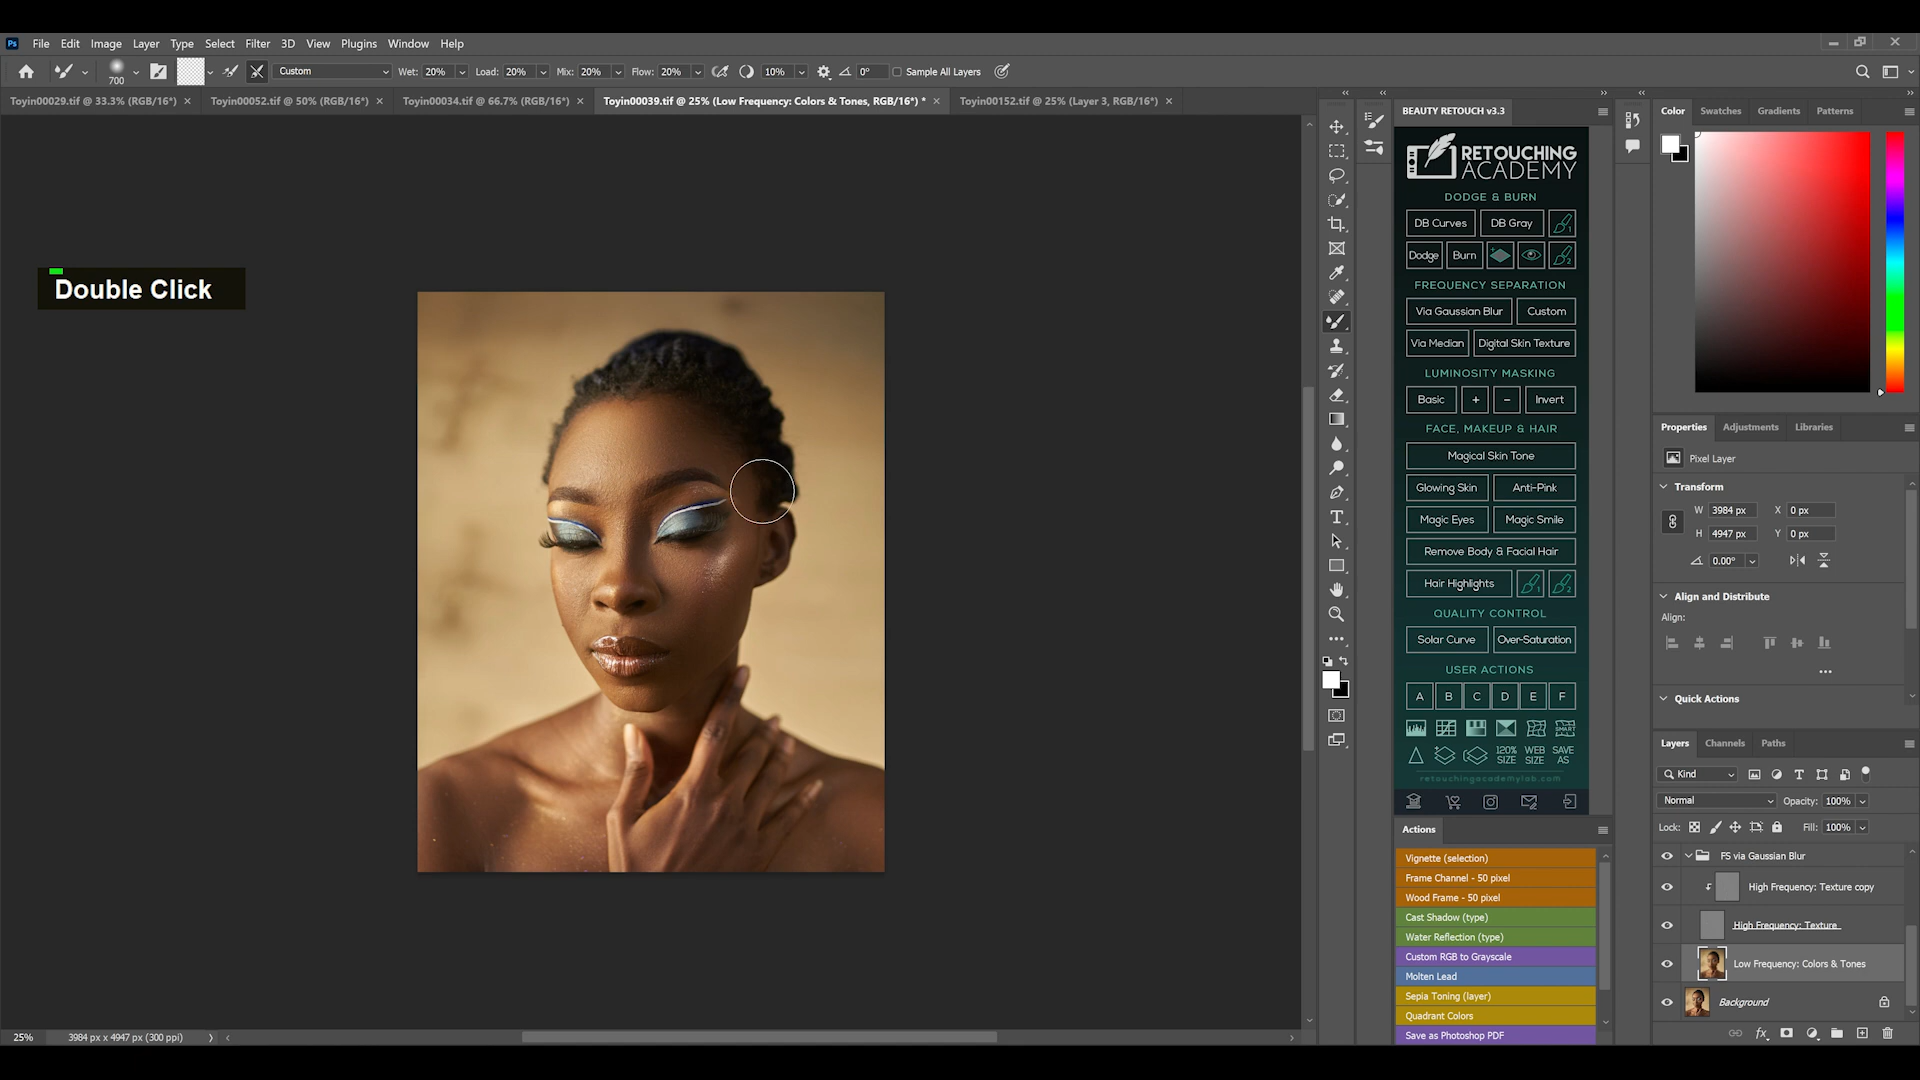 Ps File Edit Image Layer Type Select Filter 3D View Plugins Window Help
700 Custom Wet: 20% Load: 20% Mix: 20% Flow: 20% 10% 0° Sample All Layers
Toyin00029.tif @ 33.3% (RGB/16*) × Toyin00052.tif @ 50% (RGB/16*) × Toyin00034.tif @ 66.7% (RGB/16*) × Toyin00039.tif @ 25% (Low Frequency: Colors & Tones, RGB/16*) * × Toyin00152.tif @ 25% (Layer 3, RGB/16*) ×
Double Click
25% 3984 px x 4947 px (300 ppi)
BEAUTY RETOUCH v3.3
RETOUCHING
ACADEMY
DODGE & BURN
DB Curves DB Gray 1
Dodge Burn 2
FREQUENCY SEPARATION
Via Gaussian Blur Custom
Via Median Digital Skin Texture
LUMINOSITY MASKING
Basic + − Invert
FACE, MAKEUP & HAIR
Magical Skin Tone
Glowing Skin Anti-Pink
Magic Eyes Magic Smile
Remove Body & Facial Hair
Hair Highlights 1 2
QUALITY CONTROL
Solar Curve Over-Saturation
USER ACTIONS
A B C D E F
SMART
120% SIZE WEB SIZE SAVE AS
retouchingacademylab.com
Actions
Vignette (selection)
Frame Channel - 50 pixel
Wood Frame - 50 pixel
Cast Shadow (type)
Water Reflection (type)
Custom RGB to Grayscale
Molten Lead
Sepia Toning (layer)
Quadrant Colors
Save as Photoshop PDF
Color Swatches Gradients Patterns
Properties Adjustments Libraries
Pixel Layer
Transform
W 3984 px X 0 px
H 4947 px Y 0 px
0.00°
Align and Distribute
Align:
Quick Actions
Layers Channels Paths
Kind
Normal Opacity: 100%
Lock: Fill: 100%
FS via Gaussian Blur
High Frequency: Texture copy
High Frequency: Texture
Low Frequency: Colors & Tones
Background
fx